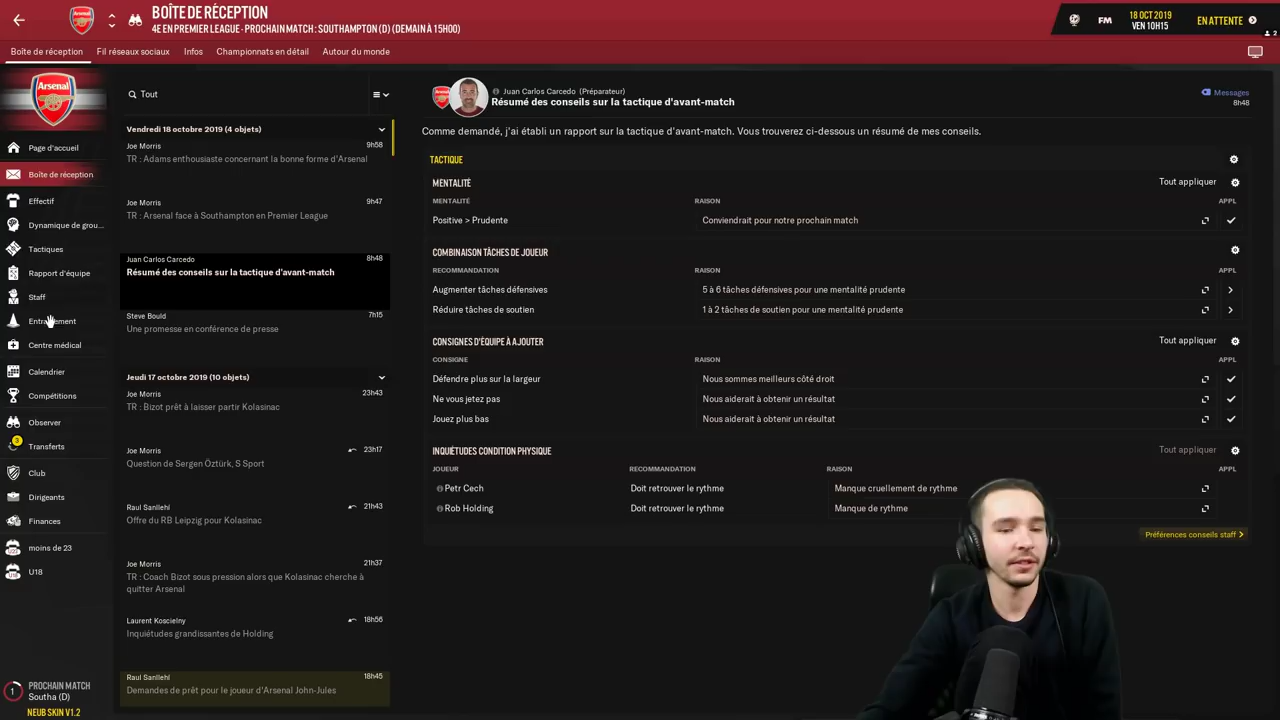 BOÎTE DE RÉCEPTION
4E EN PREMIER LEAGUE · PROCHAIN MATCH : SOUTHAMPTON (D) (DEMAIN À 15H00)
FM
18 OCT 2019
VEN 10H15
EN ATTENTE
2
Boîte de réception
Fil réseaux sociaux
Infos
Championnats en détail
Autour du monde
Arsenal
Page d'accueil
Boîte de réception
Effectif
Dynamique de grou...
Tactiques
Rapport d'équipe
Staff
Entraînement
Centre médical
Calendrier
Compétitions
Observer
3
Transferts
Club
Dirigeants
Finances
moins de 23
U18
1
PROCHAIN MATCH
Southa (D)
NEUB SKIN V1.2
Tout
Vendredi 18 octobre 2019 (4 objets)
Joe Morris 9h58
TR : Adams enthousiaste concernant la bonne forme d'Arsenal
Joe Morris 9h47
TR : Arsenal face à Southampton en Premier League
Juan Carlos Carcedo 8h48
Résumé des conseils sur la tactique d'avant-match
Steve Bould 7h15
Une promesse en conférence de presse
Jeudi 17 octobre 2019 (10 objets)
Joe Morris 23h43
TR : Bizot prêt à laisser partir Kolasinac
Joe Morris 23h17
Question de Sergen Öztürk, S Sport
Raul Sanllehí 21h43
Offre du RB Leipzig pour Kolasinac
Joe Morris 21h37
TR : Coach Bizot sous pression alors que Kolasinac cherche à
quitter Arsenal
Laurent Koscielny 18h56
Inquiétudes grandissantes de Holding
Raul Sanllehí 18h45
Demandes de prêt pour le joueur d'Arsenal John-Jules
Juan Carlos Carcedo (Préparateur)
Résumé des conseils sur la tactique d'avant-match
Messages
8h48
Comme demandé, j'ai établi un rapport sur la tactique d'avant-match. Vous trouverez ci-dessous un résumé de mes conseils.
TACTIQUE
MENTALITÉ Tout appliquer
MENTALITÉ RAISON APPL
Positive > Prudente Conviendrait pour notre prochain match
COMBINAISON TÂCHES DE JOUEUR
RECOMMANDATION RAISON APPL
Augmenter tâches défensives 5 à 6 tâches défensives pour une mentalité prudente
Réduire tâches de soutien 1 à 2 tâches de soutien pour une mentalité prudente
CONSIGNES D'ÉQUIPE À AJOUTER Tout appliquer
CONSIGNE RAISON APPL
Défendre plus sur la largeur Nous sommes meilleurs côté droit
Ne vous jetez pas Nous aiderait à obtenir un résultat
Jouez plus bas Nous aiderait à obtenir un résultat
INQUIÉTUDES CONDITION PHYSIQUE Tout appliquer
JOUEUR RECOMMANDATION RAISON APPL
Petr Cech Doit retrouver le rythme Manque cruellement de rythme
Rob Holding Doit retrouver le rythme Manque de rythme
Préférences conseils staff